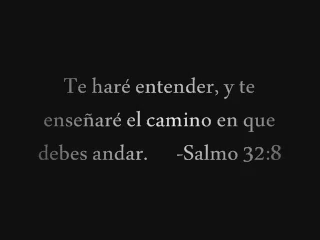 Te haré entender, y te
enseñaré el camino en que
debes andar. -Salmo 32:8